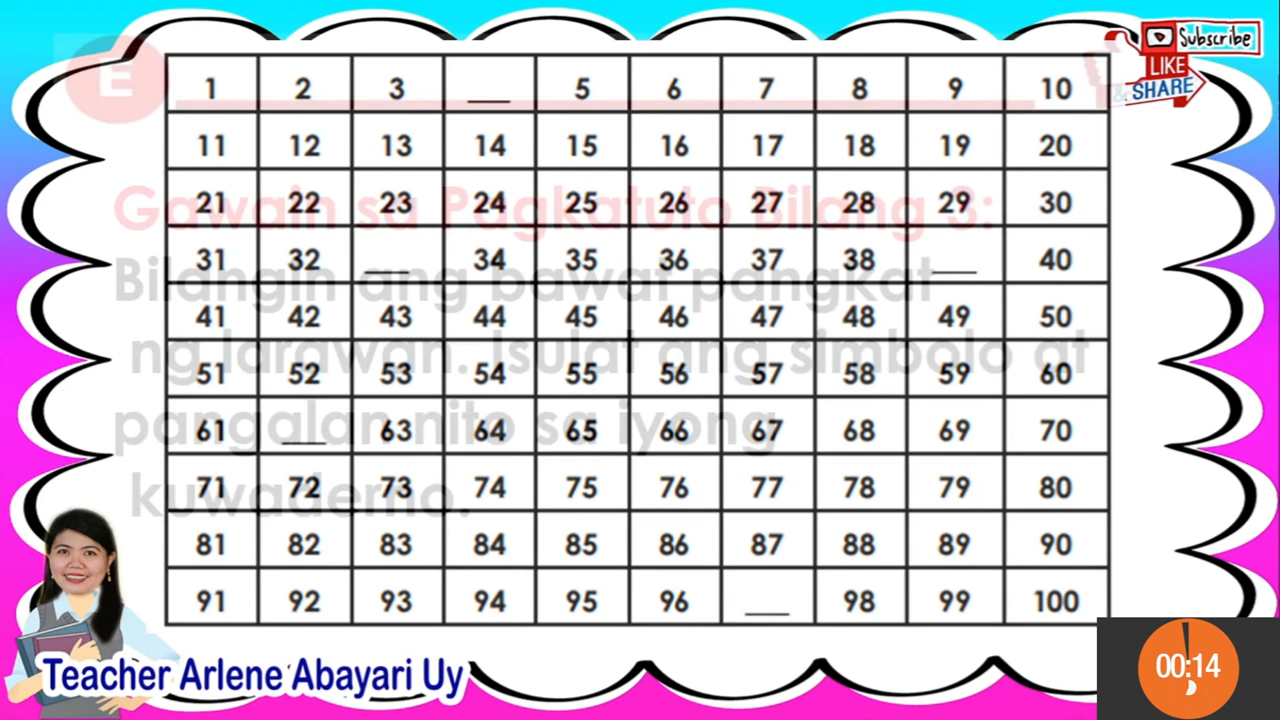 Subscribe
LIKE
& SHARE
E
1 2 3 ___ 5 6 7 8 9 10
11 12 13 14 15 16 17 18 19 20
21 22 23 24 25 26 27 28 29 30
31 32 ___ 34 35 36 37 38 ___ 40
41 42 43 44 45 46 47 48 49 50
51 52 53 54 55 56 57 58 59 60
61 ___ 63 64 65 66 67 68 69 70
71 72 73 74 75 76 77 78 79 80
81 82 83 84 85 86 87 88 89 90
91 92 93 94 95 96 ___ 98 99 100
Gawain sa Pagkatuto Bilang 3:
Bilangin ang bawat pangkat
ng larawan. Isulat ang simbolo at
pangalan nito sa iyong
kuwaderno.
Teacher Arlene Abayari Uy
00:14